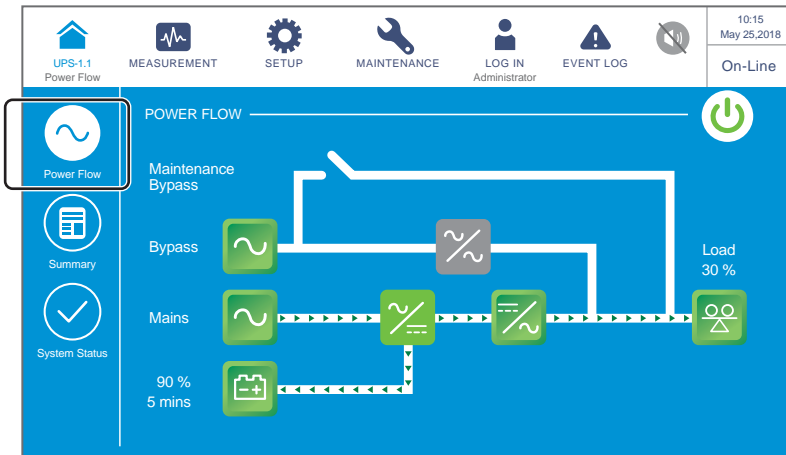 10:15
May 25,2018
On-Line
UPS-1.1
Power Flow
MEASUREMENT
SETUP
MAINTENANCE
LOG IN
Administrator
EVENT LOG
Power Flow
Summary
System Status
POWER FLOW
Maintenance
Bypass
Bypass
Mains
90 %
5 mins
Load
30 %